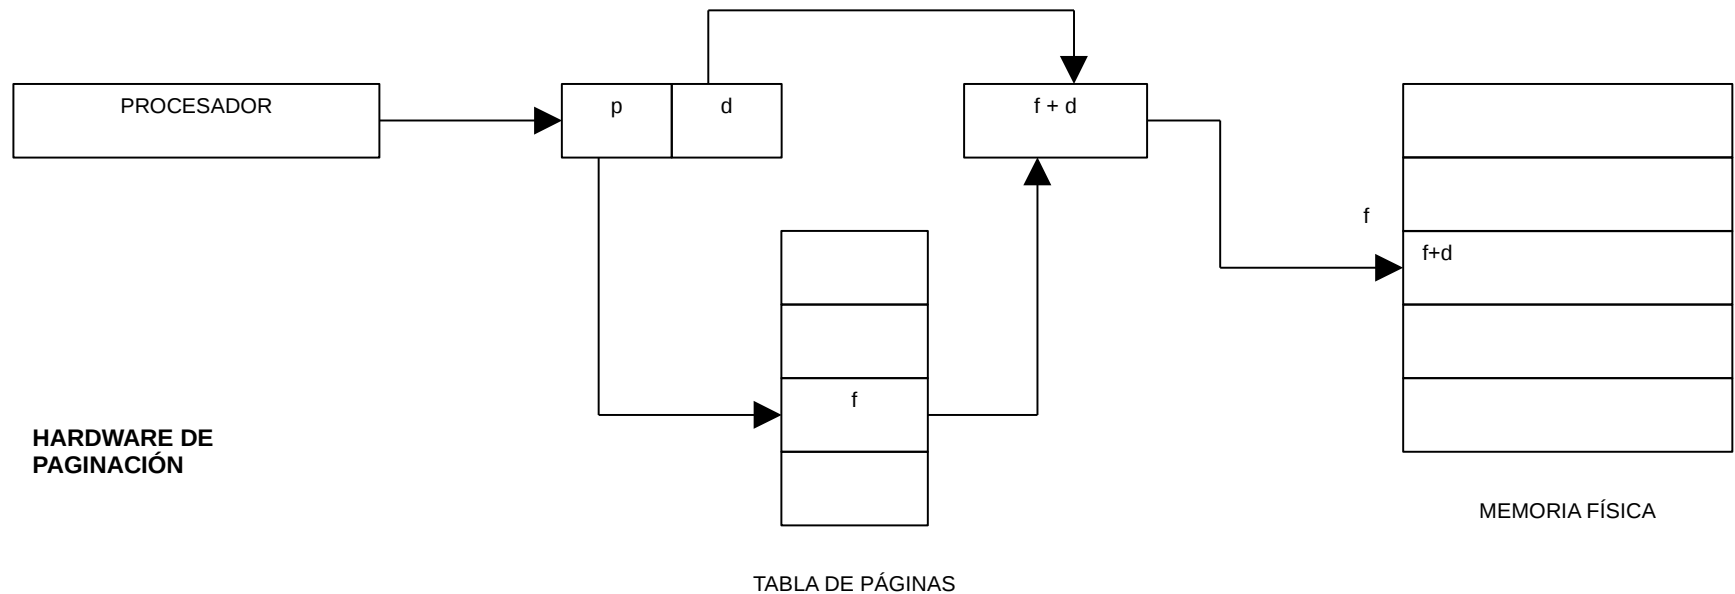 PROCESADOR
p
d
f + d
f
f+d
f
HARDWARE DE
PAGINACIÓN
MEMORIA FÍSICA
TABLA DE PÁGINAS